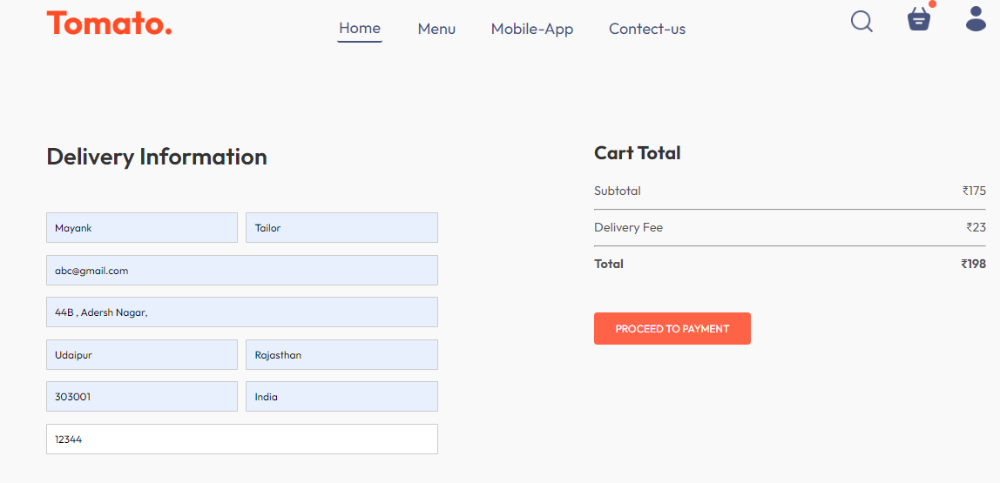 Tomato.
Home Menu Mobile-App Contect-us
Delivery Information
Mayank Tailor
abc@gmail.com
44B , Adersh Nagar,
Udaipur Rajasthan
303001 India
12344
Cart Total
Subtotal ₹175
Delivery Fee ₹23
Total ₹198
PROCEED TO PAYMENT